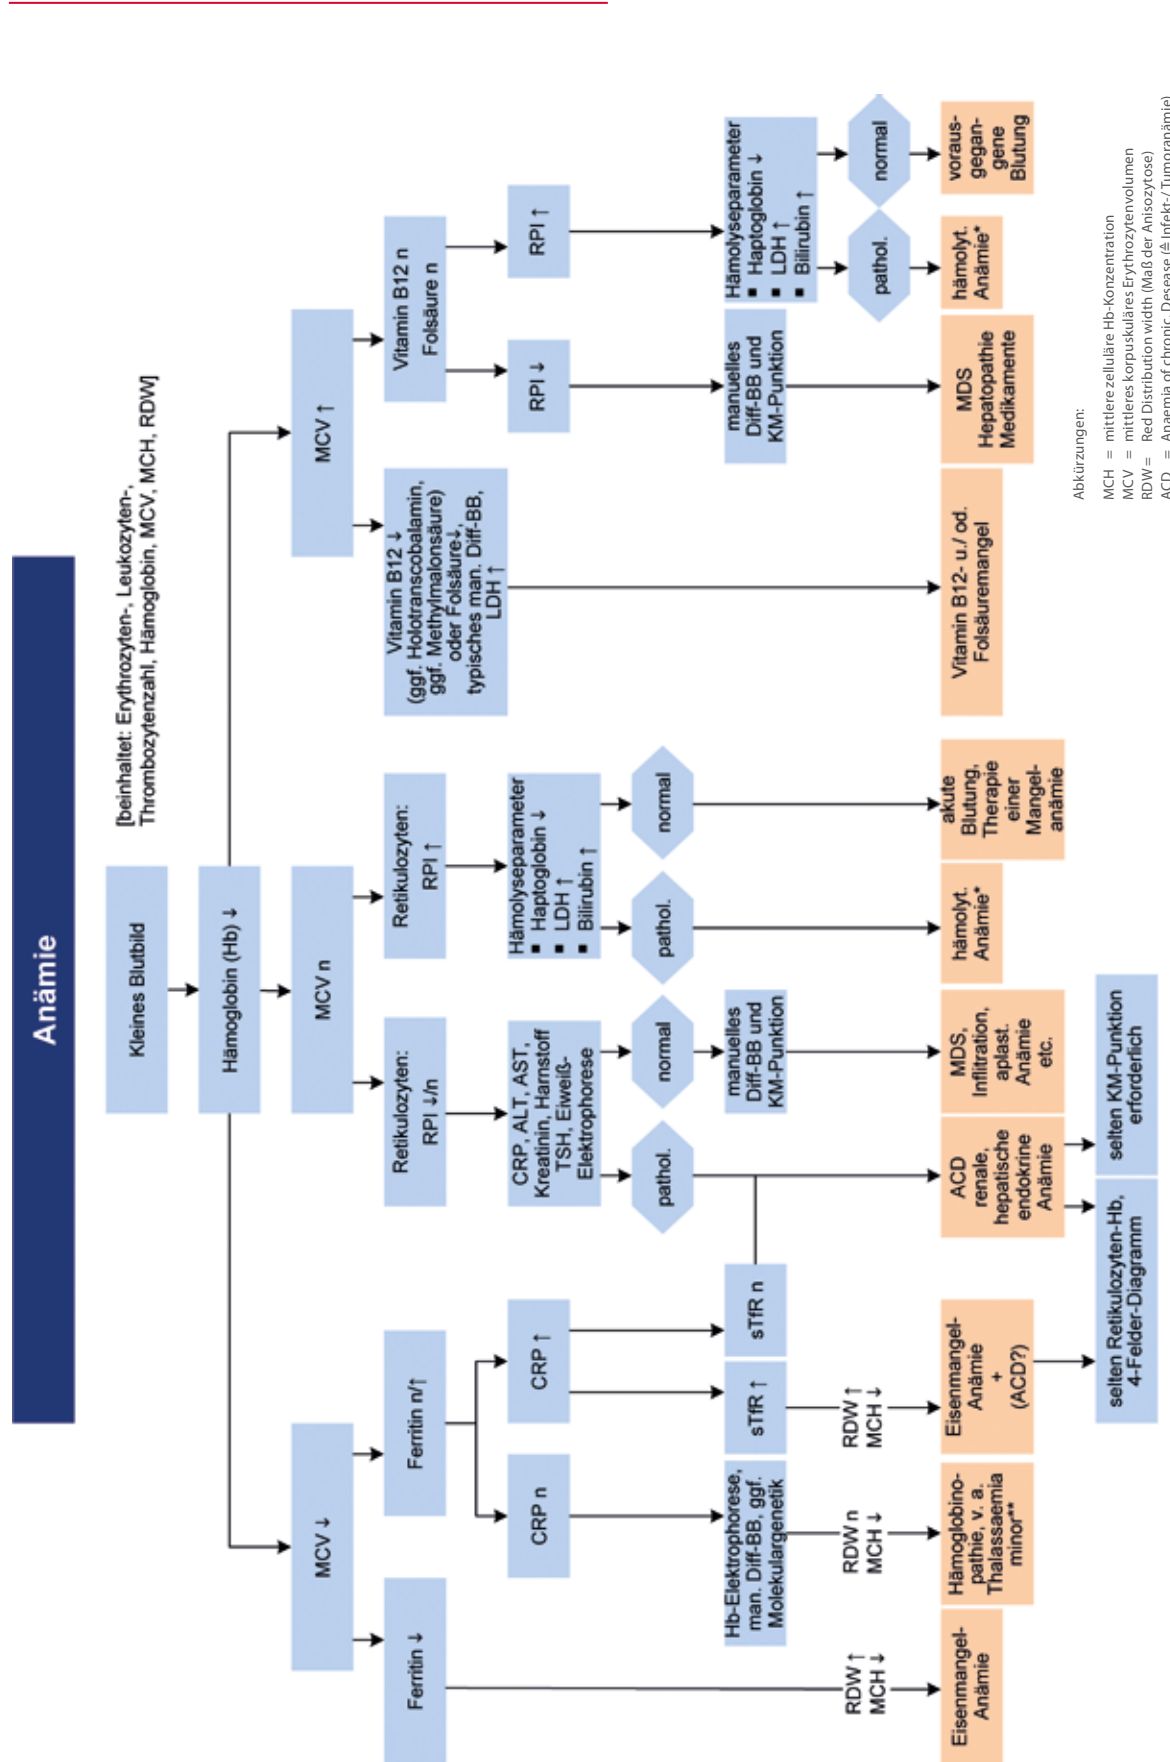 Anämie
Kleines Blutbild
[beinhaltet: Erythrozyten-, Leukozyten-,
Thrombozytenzahl, Hämoglobin, MCV, MCH, RDW]
Hämoglobin (Hb) ↓
MCV ↓
MCV n
MCV ↑
Ferritin ↓
Ferritin n/↑
Retikulozyten:
RPI ↓/n
Retikulozyten:
RPI ↑
Vitamin B12 ↓
(ggf. Holotranscobalamin,
ggf. Methylmalonsäure)
oder Folsäure↓,
typisches man. Diff-BB,
LDH ↑
Vitamin B12 n
Folsäure n
CRP n
CRP ↑
CRP, ALT, AST,
Kreatinin, Harnstoff
TSH, Eiweiß-
Elektrophorese
Hämolyseparameter
▪ Haptoglobin ↓
▪ LDH ↑
▪ Bilirubin ↑
RPI ↓
RPI ↑
pathol.
normal
pathol.
normal
Hb-Elektrophorese,
man. Diff-BB, ggf.
Molekulargenetik
sTfR ↑
sTfR n
manuelles
Diff-BB und
KM-Punktion
manuelles
Diff-BB und
KM-Punktion
Hämolyseparameter
▪ Haptoglobin ↓
▪ LDH ↑
▪ Bilirubin ↑
RDW ↑
MCH ↓
RDW n
MCH ↓
RDW ↑
MCH ↓
pathol.
normal
Eisenmangel-
Anämie
Hämoglobino-
pathie, v. a.
Thalassaemia
minor**
Eisenmangel-
Anämie
+
(ACD?)
ACD
renale,
hepatische
endokrine
Anämie
MDS,
Infiltration,
aplast.
Anämie
etc.
hämolyt.
Anämie*
akute
Blutung,
Therapie
einer
Mangel-
anämie
Vitamin B12- u./ od.
Folsäuremangel
MDS
Hepatopathie
Medikamente
hämolyt.
Anämie*
voraus-
gegan-
gene
Blutung
selten Retikulozyten-Hb,
4-Felder-Diagramm
selten KM-Punktion
erforderlich
Abkürzungen:
MCH = mittlere zelluläre Hb-Konzentration
MCV = mittleres korpuskuläres Erythrozytenvolumen
RDW = Red Distribution width (Maß der Anisozytose)
ACD = Anaemia of chronic. Desease (≙ Infekt-/ Tumoranämie)